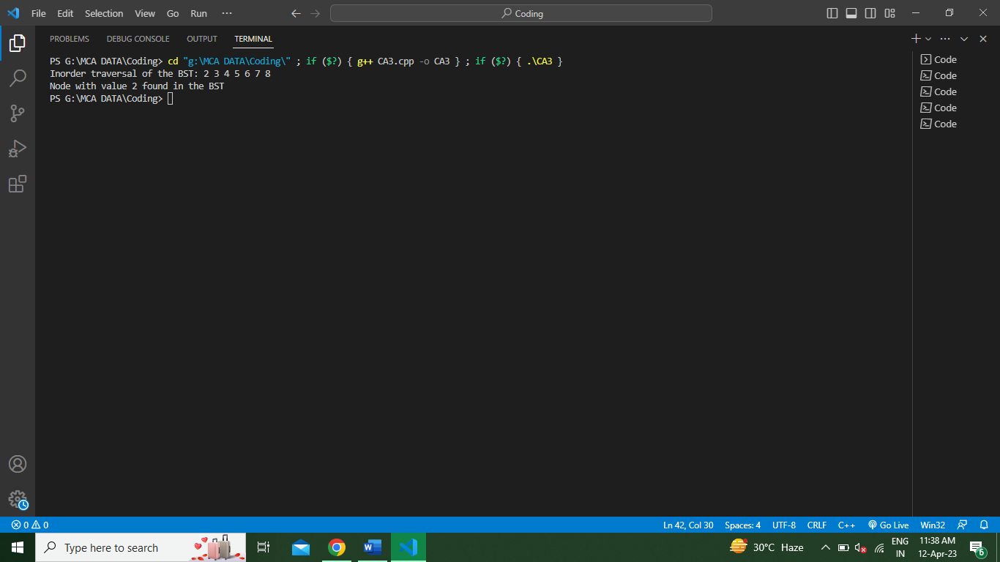 File Edit Selection View Go Run ···
Coding
PROBLEMS DEBUG CONSOLE OUTPUT TERMINAL
PS G:\MCA DATA\Coding> cd "g:\MCA DATA\Coding\" ; if ($?) { g++ CA3.cpp -o CA3 } ; if ($?) { .\CA3 }
Inorder traversal of the BST: 2 3 4 5 6 7 8
Node with value 2 found in the BST
PS G:\MCA DATA\Coding>
Code
Code
Code
Code
Code
0 0
Ln 42, Col 30 Spaces: 4 UTF-8 CRLF C++ Go Live Win32
Type here to search
30°C Haze
ENG
IN
11:38 AM
12-Apr-23
6